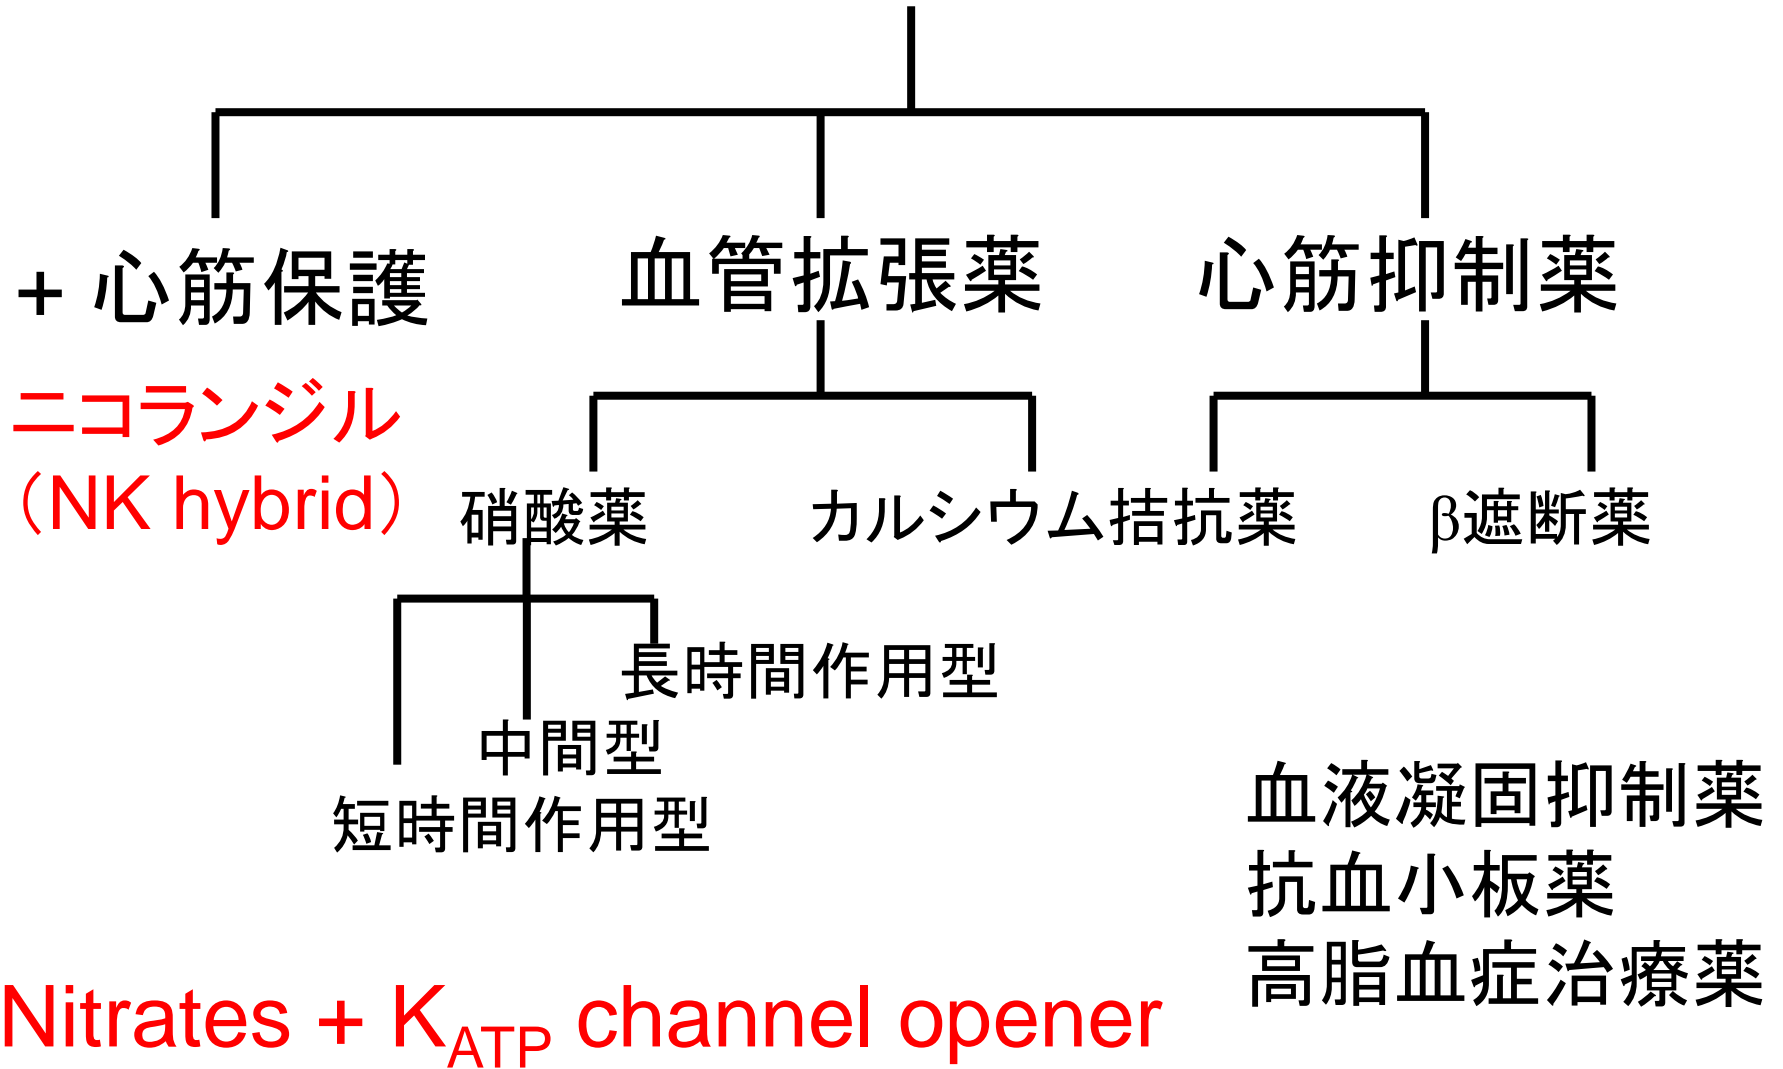 + 心筋保護
血管拡張薬
心筋抑制薬
ニコランジル
（NK hybrid）
硝酸薬
カルシウム拮抗薬
β遮断薬
長時間作用型
中間型
短時間作用型
血液凝固抑制薬
抗血小板薬
高脂血症治療薬
Nitrates + KATP channel opener